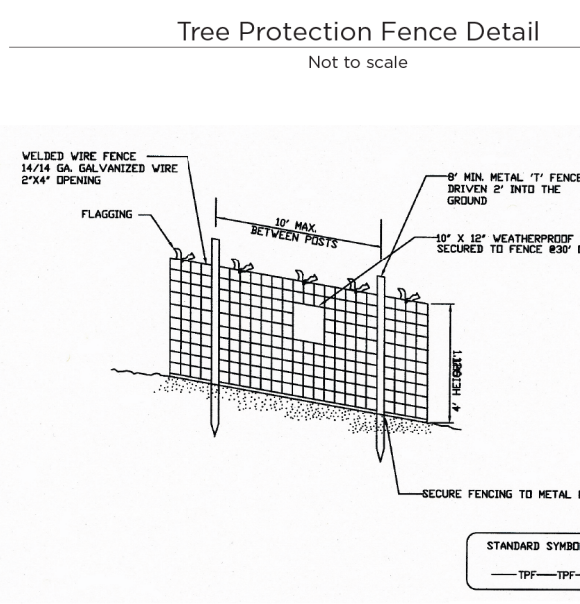 Tree Protection Fence Detail
Not to scale
WELDED WIRE FENCE
14/14 GA. GALVANIZED WIRE
2"X4" OPENING
FLAGGING
10' MAX.
BETWEEN POSTS
8' MIN. METAL 'T' FENCE
DRIVEN 2' INTO THE
GROUND
10" X 12" WEATHERPROOF
SECURED TO FENCE @30'
4'
SECURE FENCING TO METAL
STANDARD
TPF TPF